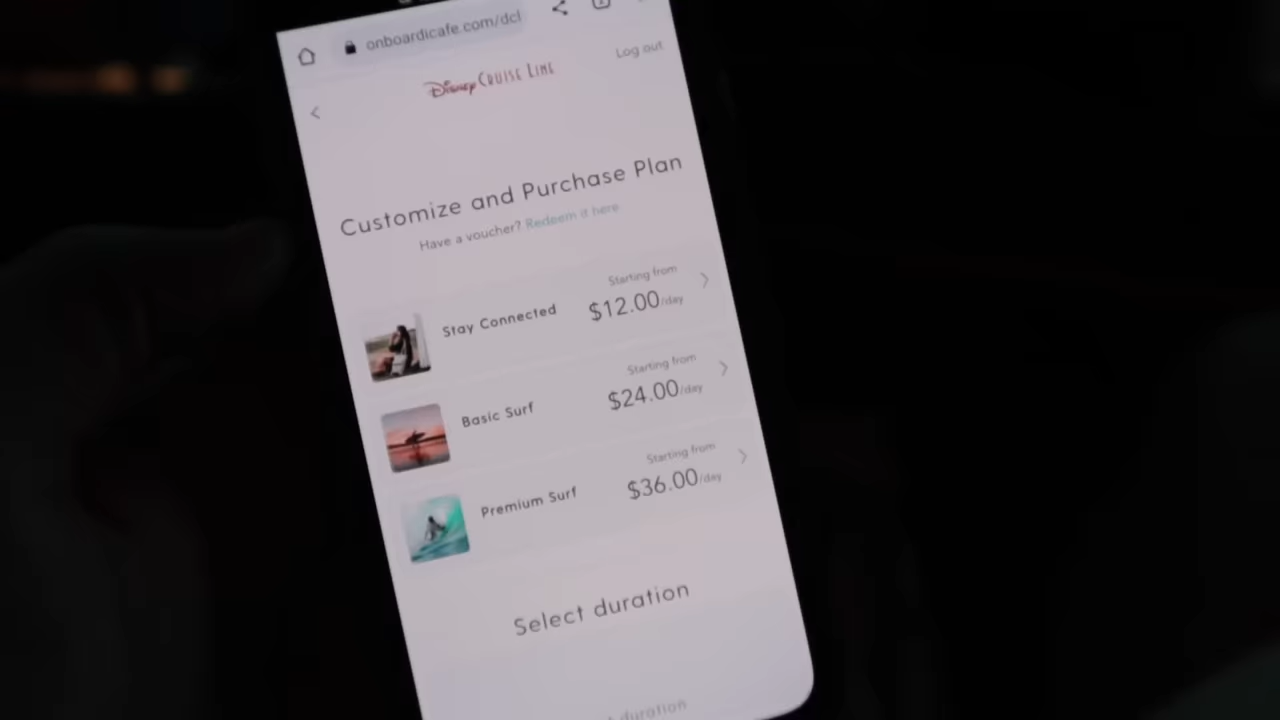 onboardicafe.com/dcl
Log out
Disney Cruise Line
Customize and Purchase Plan
Have a voucher? Redeem it here
Starting from
Stay Connected
$12.00/day
Starting from
Basic Surf
$24.00/day
Starting from
Premium Surf
$36.00/day
Select duration
duration